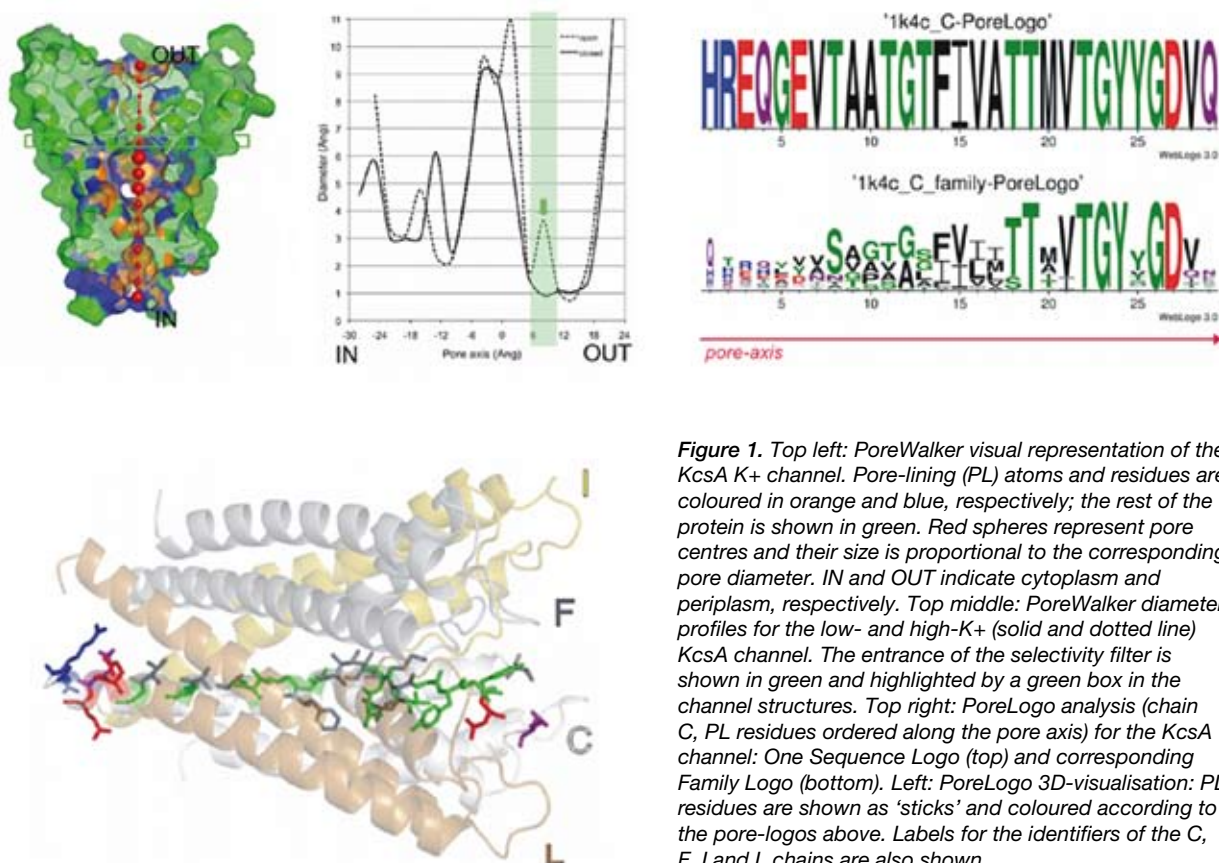 OUT
IN
11
10
9
8
7
6
5
4
3
2
1
0
Diameter (Ang)
open
closed
-30 -24 -18 -12 -6 0 6 12 18 24
IN Pore axis (Ang) OUT
'1k4c_C-PoreLogo'
HREQGEVTAATGTFIVATTMVTGYYGDVQ
5 10 15 20 25
WebLogo 3.0
'1k4c_C_family-PoreLogo'
5 10 15 20 25
WebLogo 3.0
pore-axis
I
F
C
L
Figure 1. Top left: PoreWalker visual representation of the
KcsA K+ channel. Pore-lining (PL) atoms and residues are
coloured in orange and blue, respectively; the rest of the
protein is shown in green. Red spheres represent pore
centres and their size is proportional to the corresponding
pore diameter. IN and OUT indicate cytoplasm and
periplasm, respectively. Top middle: PoreWalker diameter
profiles for the low- and high-K+ (solid and dotted line)
KcsA channel. The entrance of the selectivity filter is
shown in green and highlighted by a green box in the
channel structures. Top right: PoreLogo analysis (chain
C, PL residues ordered along the pore axis) for the KcsA
channel: One Sequence Logo (top) and corresponding
Family Logo (bottom). Left: PoreLogo 3D-visualisation: PL
residues are shown as 'sticks' and coloured according to
the pore-logos above. Labels for the identifiers of the C,
F, I and L chains are also shown